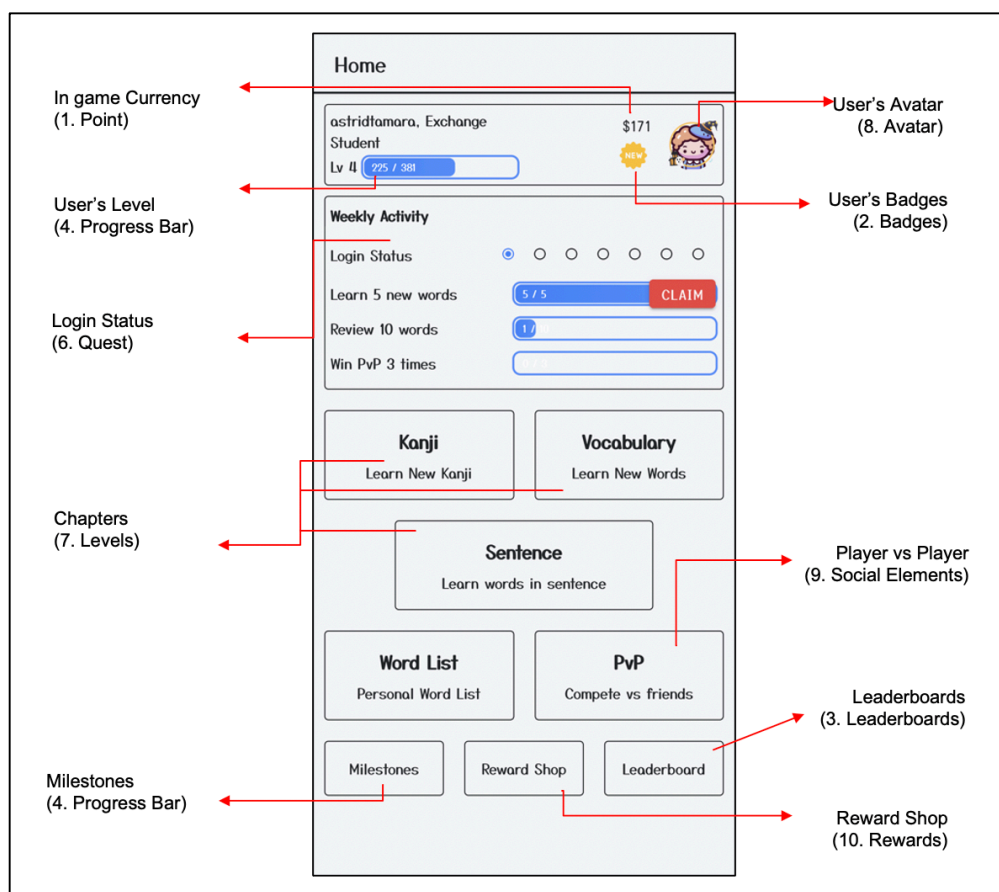 Home
In game Currency
(1. Point)
User's Avatar
(8. Avatar)
astridtamara, Exchange
Student
$171
NEW
Lv 4
225 / 381
User's Level
(4. Progress Bar)
User's Badges
(2. Badges)
Weekly Activity
Login Status
Learn 5 new words
5 / 5
CLAIM
Review 10 words
1 /
Win PvP 3 times
Login Status
(6. Quest)
Kanji
Learn New Kanji
Vocabulary
Learn New Words
Chapters
(7. Levels)
Sentence
Learn words in sentence
Player vs Player
(9. Social Elements)
Word List
Personal Word List
PvP
Compete vs friends
Leaderboards
(3. Leaderboards)
Milestones
Reward Shop
Leaderboard
Milestones
(4. Progress Bar)
Reward Shop
(10. Rewards)